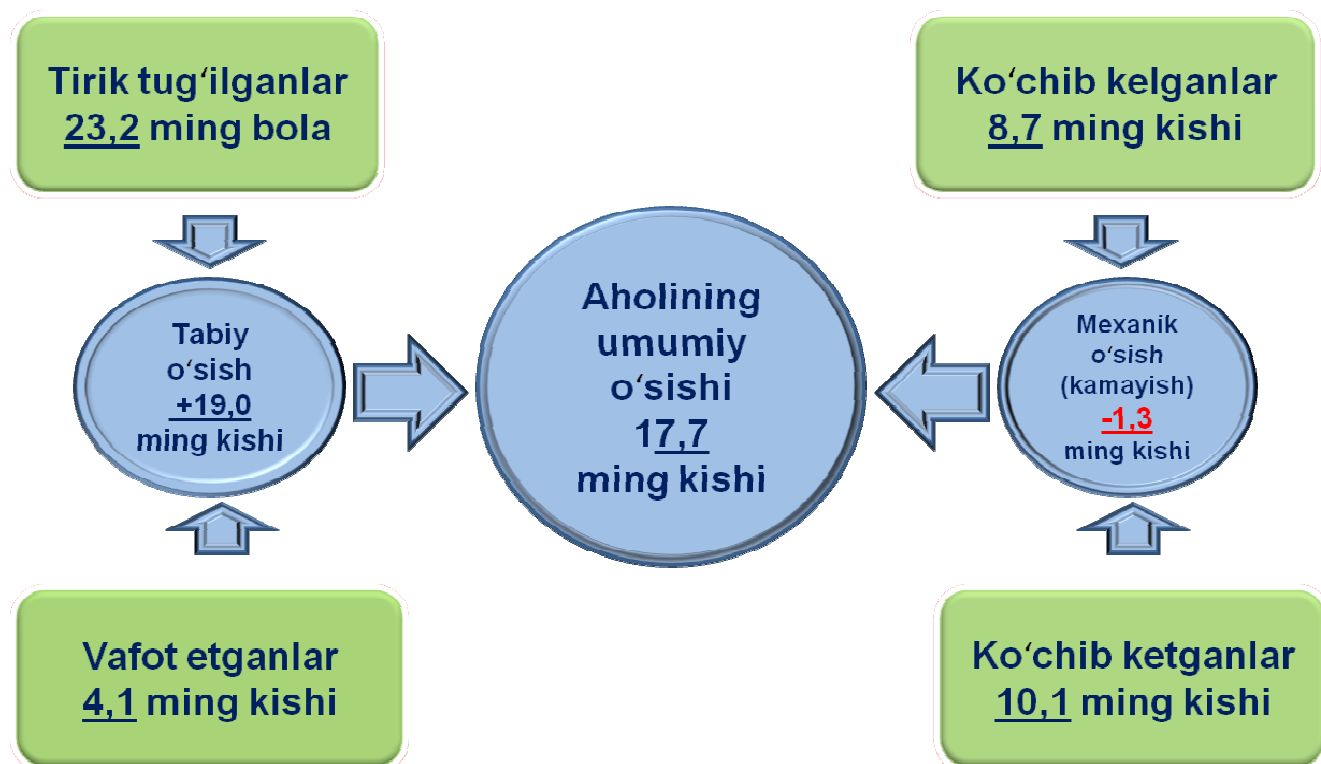 Tirik tug‘ilganlar
23,2 ming bola
Ko‘chib kelganlar
8,7 ming kishi
Tabiy
o‘sish
+19,0
ming kishi
Aholining
umumiy
o‘sishi
17,7
ming kishi
Mexanik
o‘sish
(kamayish)
-1,3
ming kishi
Vafot etganlar
4,1 ming kishi
Ko‘chib ketganlar
10,1 ming kishi